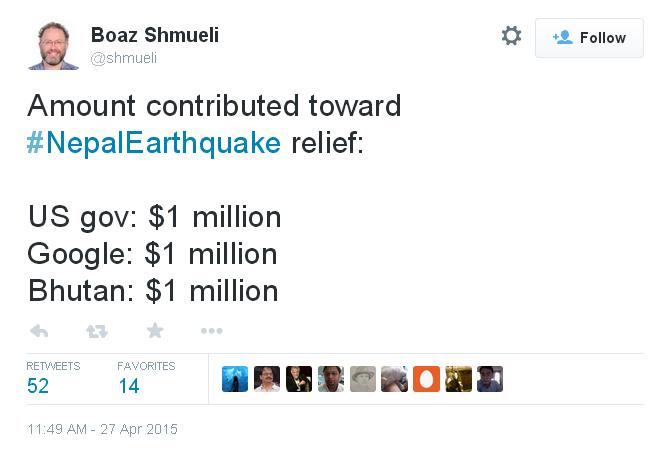 Boaz Shmueli
@shmueli
Follow
Amount contributed toward
#NepalEarthquake relief:
US gov: $1 million
Google: $1 million
Bhutan: $1 million
RETWEETS FAVORITES
52 14
11:49 AM - 27 Apr 2015